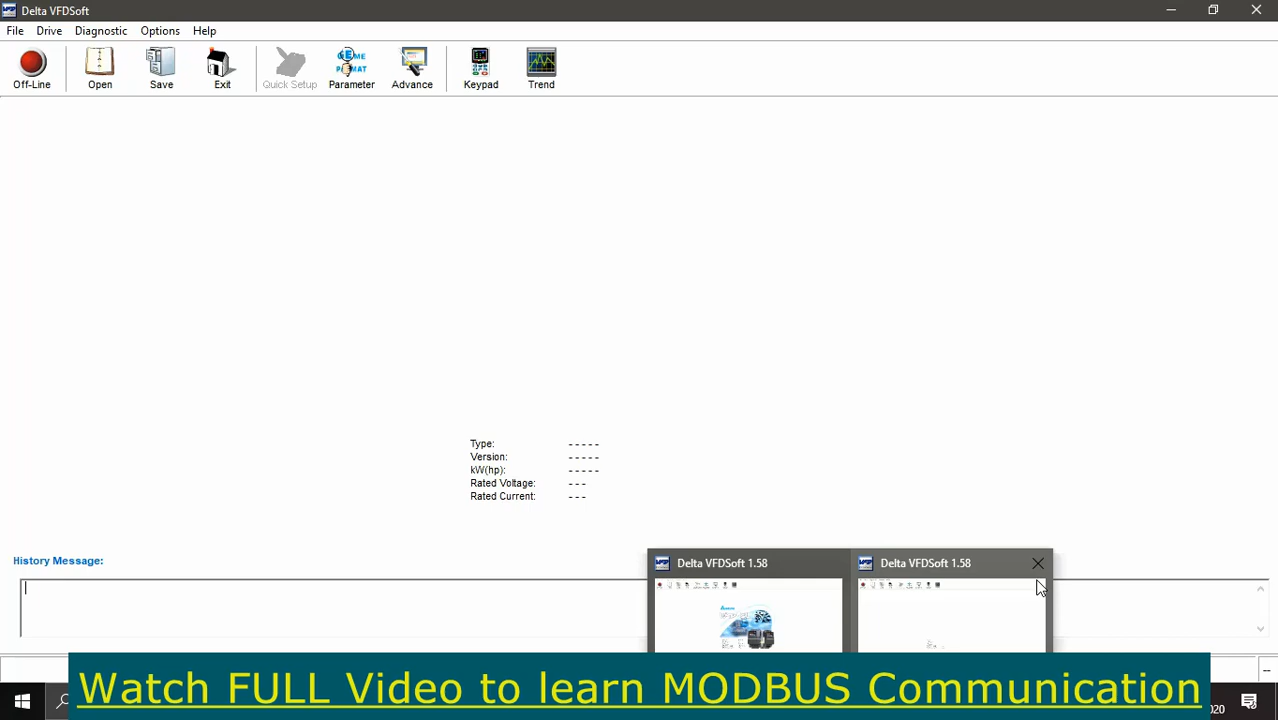 Delta VFDSoft
File Drive Diagnostic Options Help
Off-Line Open Save Exit Quick Setup Parameter Advance Keypad Trend
Type: - - - - -
Version: - - - - -
kW(hp): - - - - -
Rated Voltage: - - -
Rated Current: - - -
History Message:
Delta VFDSoft 1.58 Delta VFDSoft 1.58
--
Watch FULL Video to learn MODBUS Communication
020